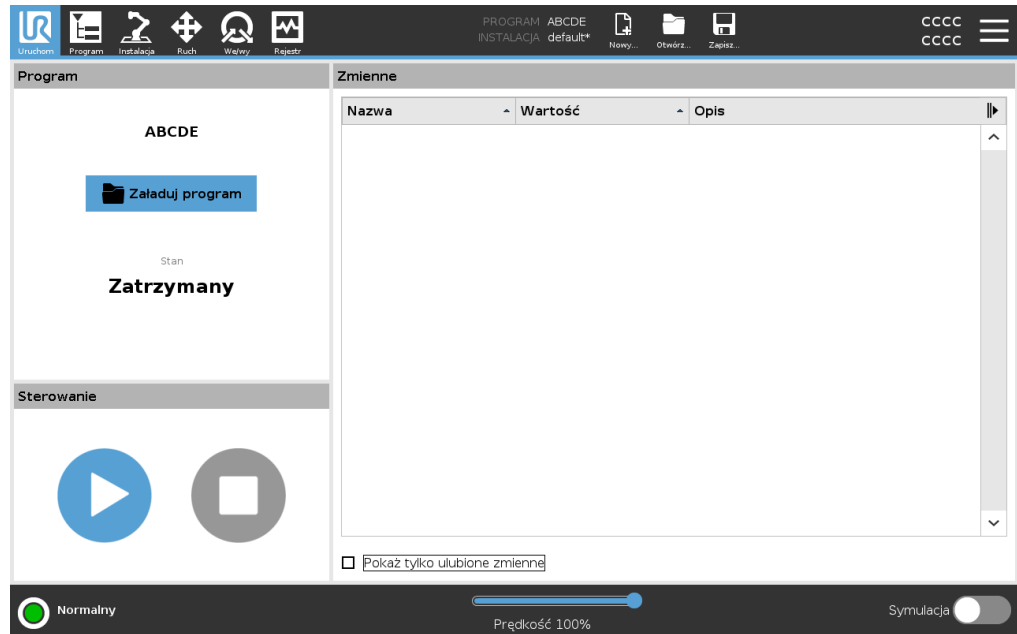 Uruchom
Program
Instalacja
Ruch
We/wy
Rejestr
PROGRAM ABCDE
INSTALACJA default*
Nowy...
Otwórz...
Zapisz...
CCCC
CCCC
Program
ABCDE
Załaduj program
Stan
Zatrzymany
Sterowanie
Zmienne
Nazwa Wartość Opis
Pokaż tylko ulubione zmienne
Normalny
Prędkość 100%
Symulacja